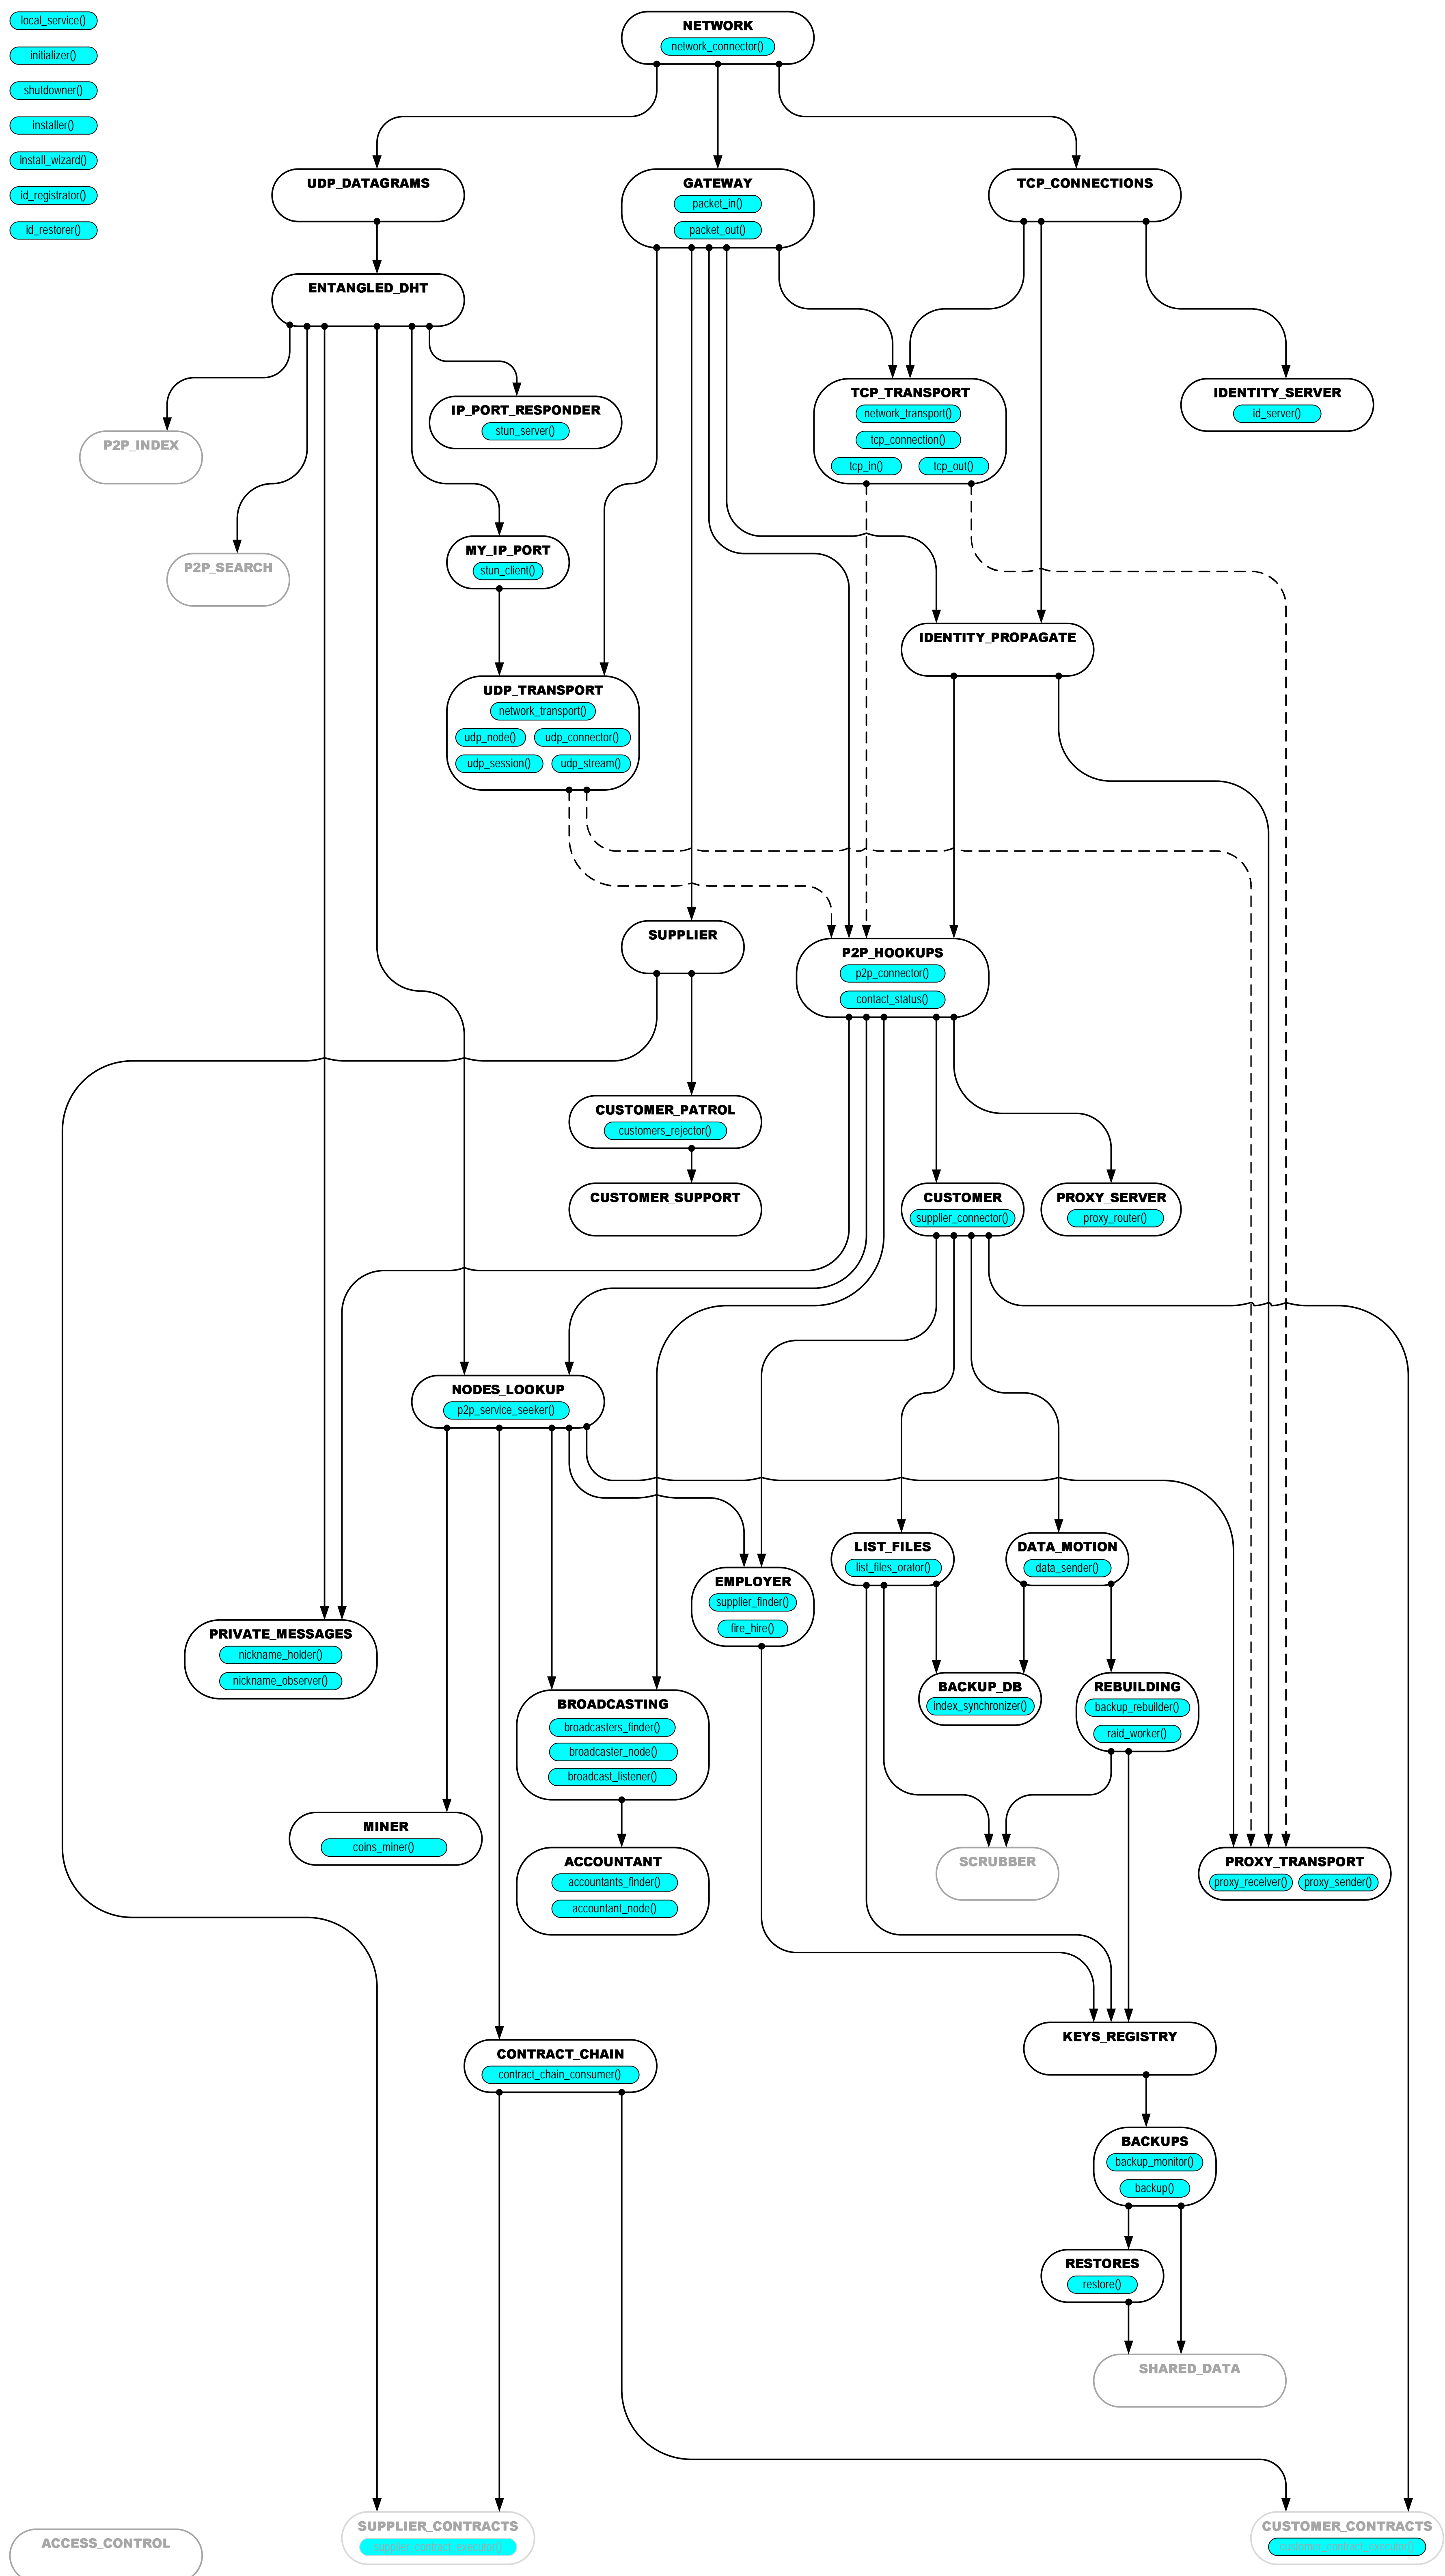 local_service()
initializer()
shutdowner()
installer()
install_wizard()
id_registrator()
id_restorer()
NETWORK
network_connector()
UDP_DATAGRAMS
GATEWAY
packet_in()
packet_out()
TCP_CONNECTIONS
ENTANGLED_DHT
IP_PORT_RESPONDER
stun_server()
TCP_TRANSPORT
network_transport()
tcp_connection()
tcp_in() tcp_out()
IDENTITY_SERVER
id_server()
P2P_INDEX
P2P_SEARCH
MY_IP_PORT
stun_client()
IDENTITY_PROPAGATE
UDP_TRANSPORT
network_transport()
udp_node() udp_connector()
udp_session() udp_stream()
SUPPLIER
P2P_HOOKUPS
p2p_connector()
contact_status()
CUSTOMER_PATROL
customers_rejector()
CUSTOMER_SUPPORT
CUSTOMER
supplier_connector()
PROXY_SERVER
proxy_router()
NODES_LOOKUP
p2p_service_seeker()
LIST_FILES
list_files_orator()
DATA_MOTION
data_sender()
EMPLOYER
supplier_finder()
fire_hire()
PRIVATE_MESSAGES
nickname_holder()
nickname_observer()
BACKUP_DB
index_synchronizer()
REBUILDING
backup_rebuilder()
raid_worker()
BROADCASTING
broadcasters_finder()
broadcaster_node()
broadcast_listener()
MINER
coins_miner()
ACCOUNTANT
accountants_finder()
accountant_node()
SCRUBBER
PROXY_TRANSPORT
proxy_receiver() proxy_sender()
KEYS_REGISTRY
CONTRACT_CHAIN
contract_chain_consumer()
BACKUPS
backup_monitor()
backup()
RESTORES
restore()
SHARED_DATA
SUPPLIER_CONTRACTS
supplier_contract_executor()
CUSTOMER_CONTRACTS
customer_contract_executor()
ACCESS_CONTROL